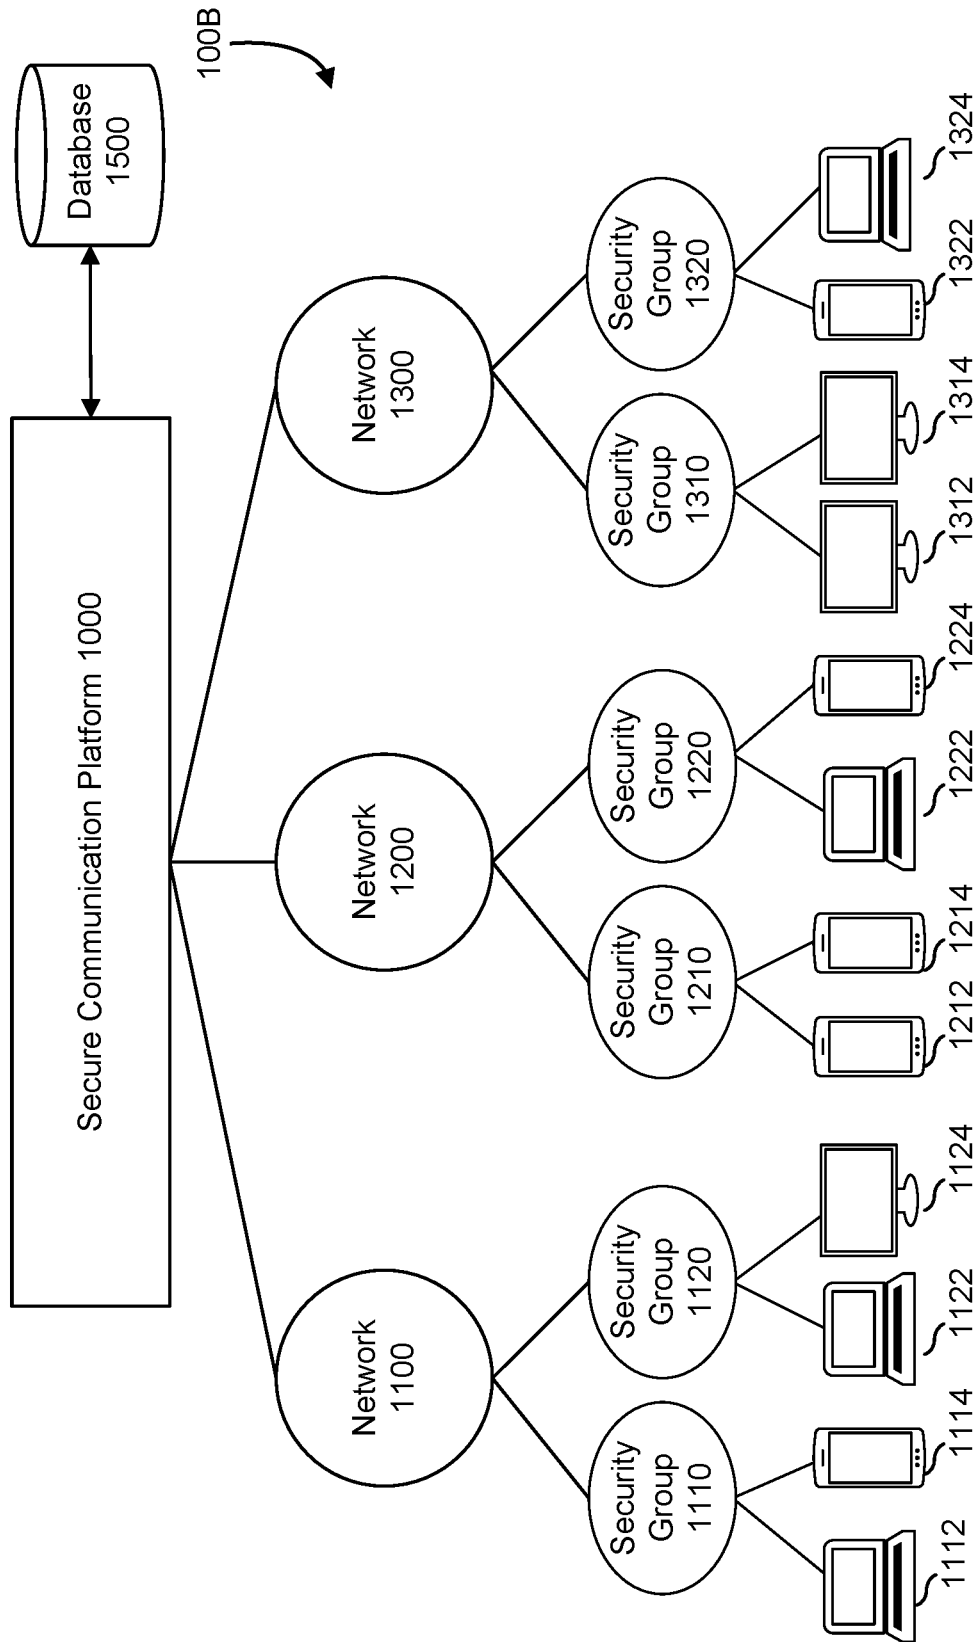 100B
Secure Communication Platform 1000
Database
1500
Network
1100
Network
1200
Network
1300
Security
Group
1110
Security
Group
1120
Security
Group
1210
Security
Group
1220
Security
Group
1310
Security
Group
1320
1112
1114
1122
1124
1212
1214
1222
1224
1312
1314
1322
1324